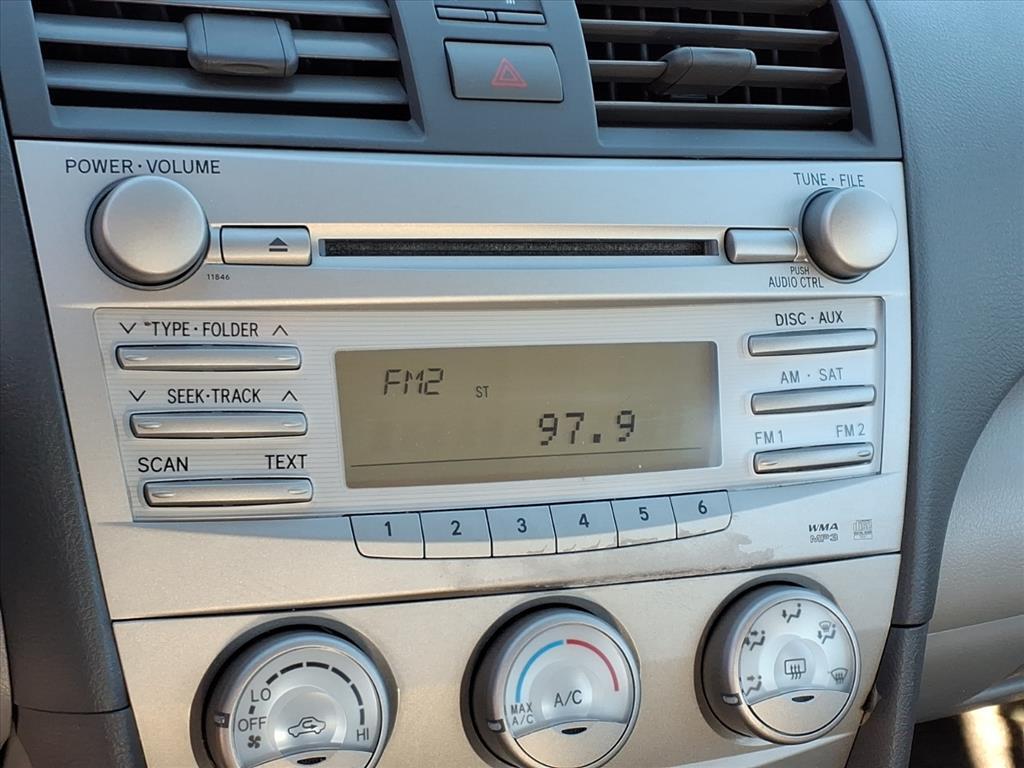 POWER · VOLUME
TUNE · FILE
11846
PUSH
AUDIO CTRL
TYPE · FOLDER
DISC · AUX
SEEK · TRACK
AM · SAT
SCAN TEXT
FM1 FM2
FM2 ST
97.9
1 2 3 4 5 6
WMA
MP3
LO
OFF
HI
MAX
A/C
A/C